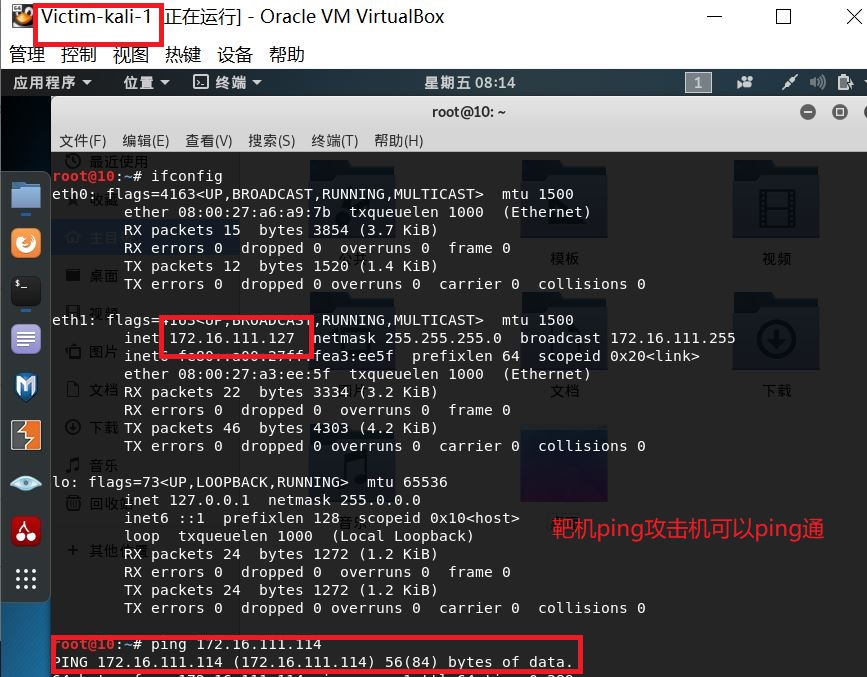 Victim-kali-1 [正在运行] - Oracle VM VirtualBox
管理 控制 视图 热键 设备 帮助
应用程序 位置 终端 星期五 08:14 1
root@10: ~
文件(F) 编辑(E) 查看(V) 搜索(S) 终端(T) 帮助(H)
最近使用
root@10:~# ifconfig
eth0: flags=4163<UP,BROADCAST,RUNNING,MULTICAST> mtu 1500
ether 08:00:27:a6:a9:7b txqueuelen 1000 (Ethernet)
RX packets 15 bytes 3854 (3.7 KiB)
RX errors 0 dropped 0 overruns 0 frame 0
TX packets 12 bytes 1520 (1.4 KiB)
TX errors 0 dropped 0 overruns 0 carrier 0 collisions 0
模板
视频
桌面
视频
eth1: flags=4163<UP,BROADCAST,RUNNING,MULTICAST> mtu 1500
inet 172.16.111.127 netmask 255.255.255.0 broadcast 172.16.111.255
图片
prefixlen 64 scopeid 0x20<link>
ether 08:00:27:a3:ee:5f txqueuelen 1000 (Ethernet)
文档
文档
下载
RX packets 22 bytes 3334 (3.2 KiB)
RX errors 0 dropped 0 overruns 0 frame 0
下载
TX packets 46 bytes 4303 (4.2 KiB)
TX errors 0 dropped 0 overruns 0 carrier 0 collisions 0
音乐
lo: flags=73<UP,LOOPBACK,RUNNING> mtu 65536
inet 127.0.0.1 netmask 255.0.0.0
回收站
inet6 ::1 prefixlen 128 scopeid 0x10<host>
loop txqueuelen 1000 (Local Loopback)
靶机ping攻击机可以ping通
+ 其他位置
RX packets 24 bytes 1272 (1.2 KiB)
RX errors 0 dropped 0 overruns 0 frame 0
TX packets 24 bytes 1272 (1.2 KiB)
TX errors 0 dropped 0 overruns 0 carrier 0 collisions 0
root@10:~# ping 172.16.111.114
PING 172.16.111.114 (172.16.111.114) 56(84) bytes of data.